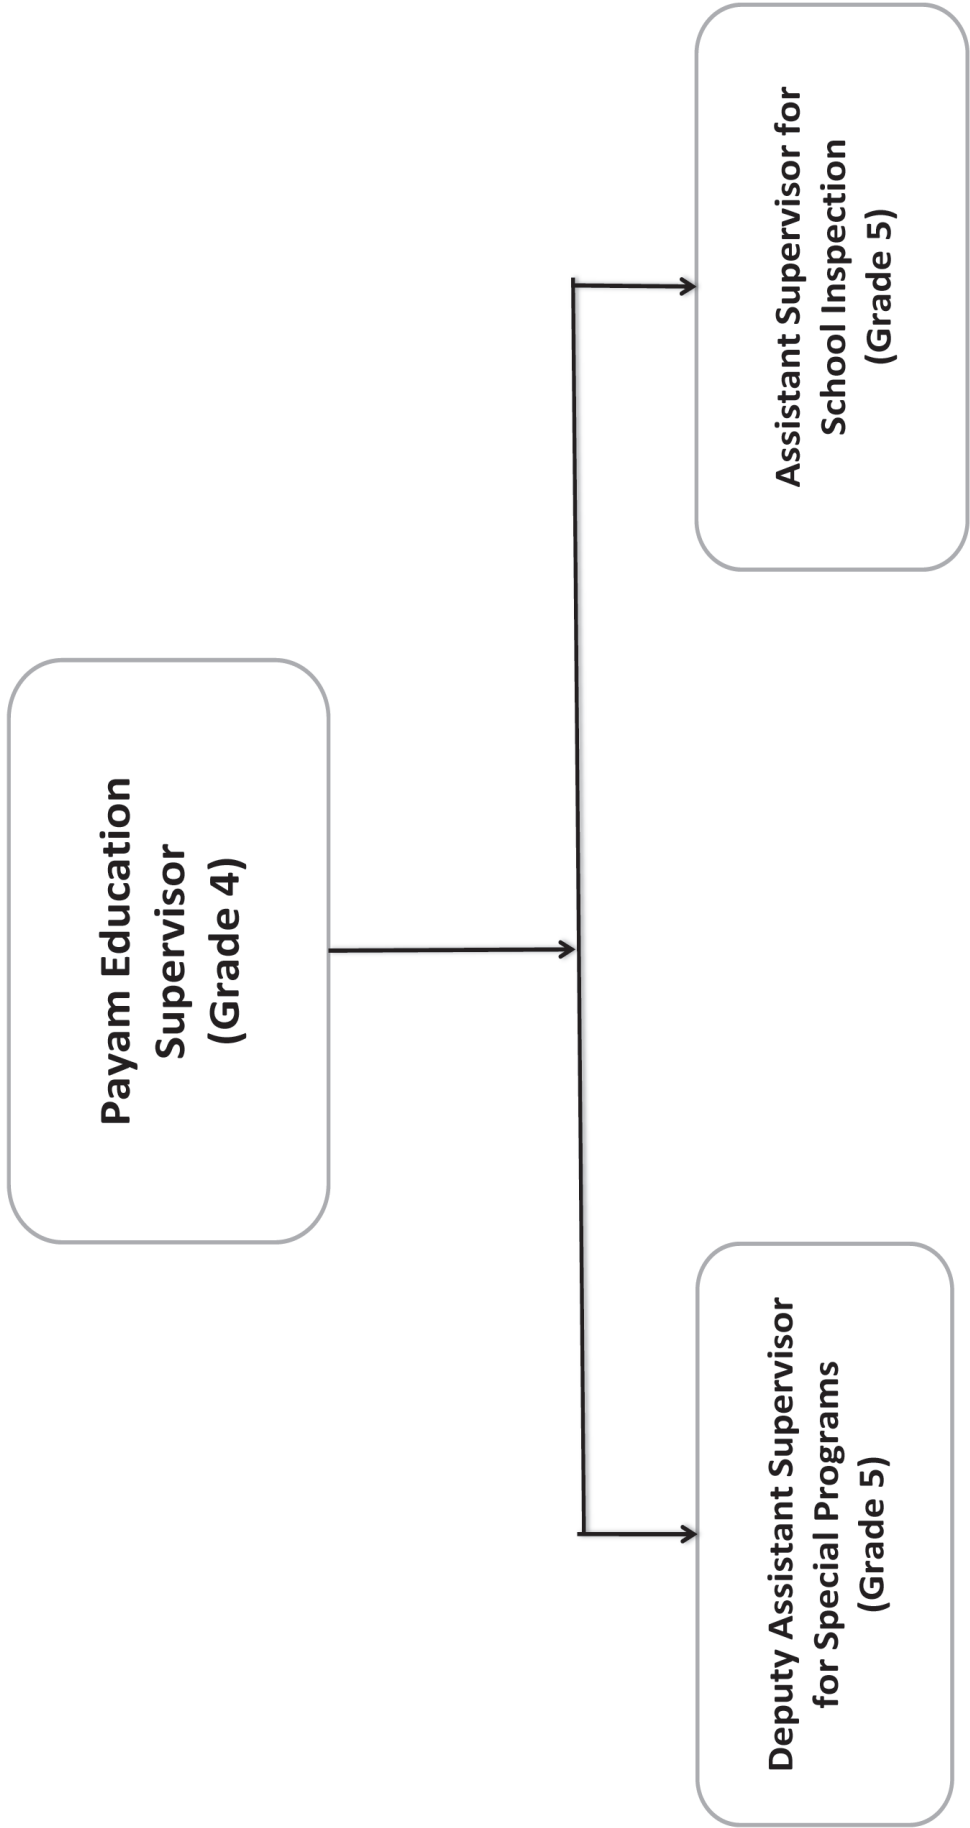 Payam Education
Supervisor
(Grade 4)
Deputy Assistant Supervisor
for Special Programs
(Grade 5)
Assistant Supervisor for
School Inspection
(Grade 5)